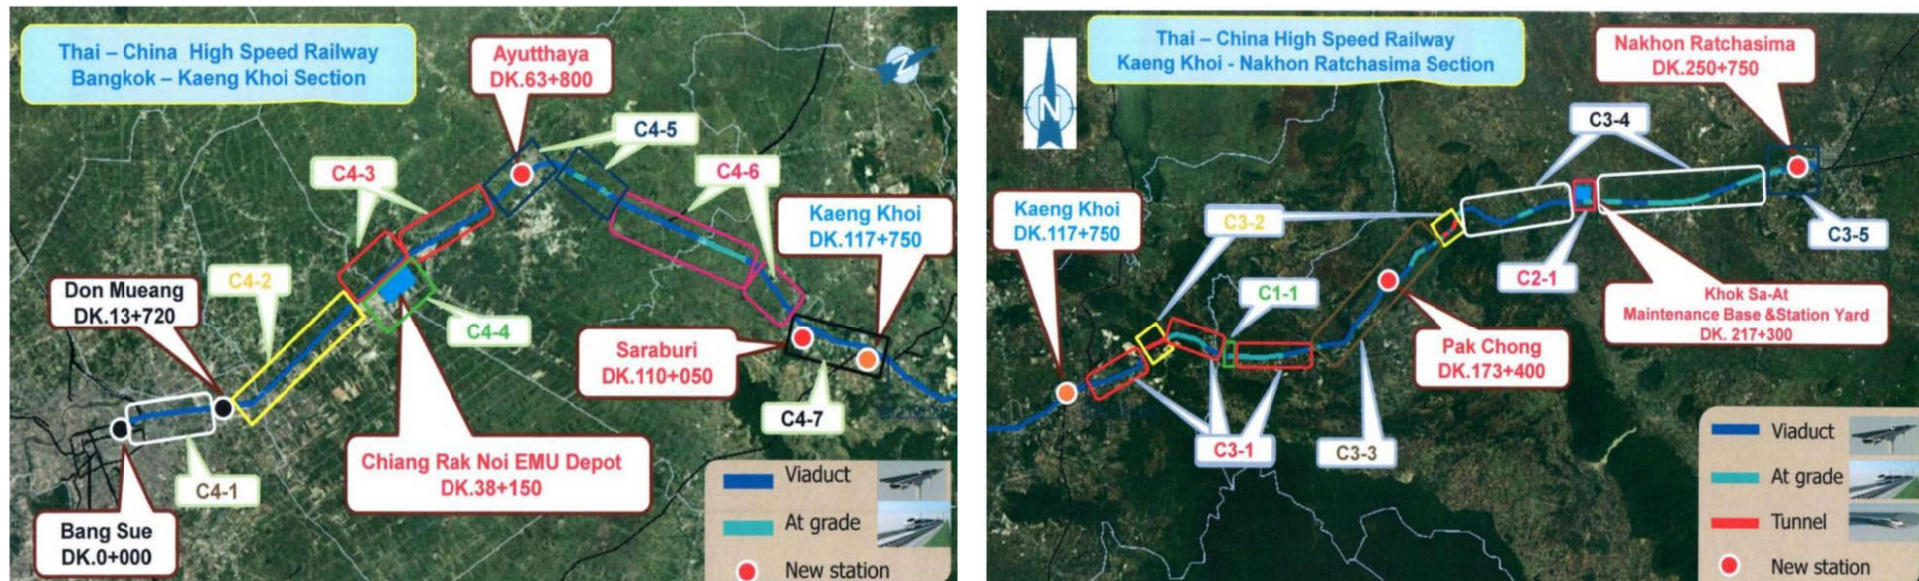 Thai – China High Speed Railway
Bangkok – Kaeng Khoi Section
Ayutthaya
DK.63+800
C4-5
C4-3
C4-6
Kaeng Khoi
DK.117+750
C4-2
Don Mueang
DK.13+720
C4-4
Saraburi
DK.110+050
C4-7
Chiang Rak Noi EMU Depot
DK.38+150
C4-1
Bang Sue
DK.0+000
Viaduct
At grade
New station
Thai – China High Speed Railway
Kaeng Khoi - Nakhon Ratchasima Section
Nakhon Ratchasima
DK.250+750
N
C3-4
Kaeng Khoi
DK.117+750
C3-2
C3-5
C1-1
C2-1
Khok Sa-At
Maintenance Base &Station Yard
DK. 217+300
Pak Chong
DK.173+400
C3-1
C3-3
Viaduct
At grade
Tunnel
New station